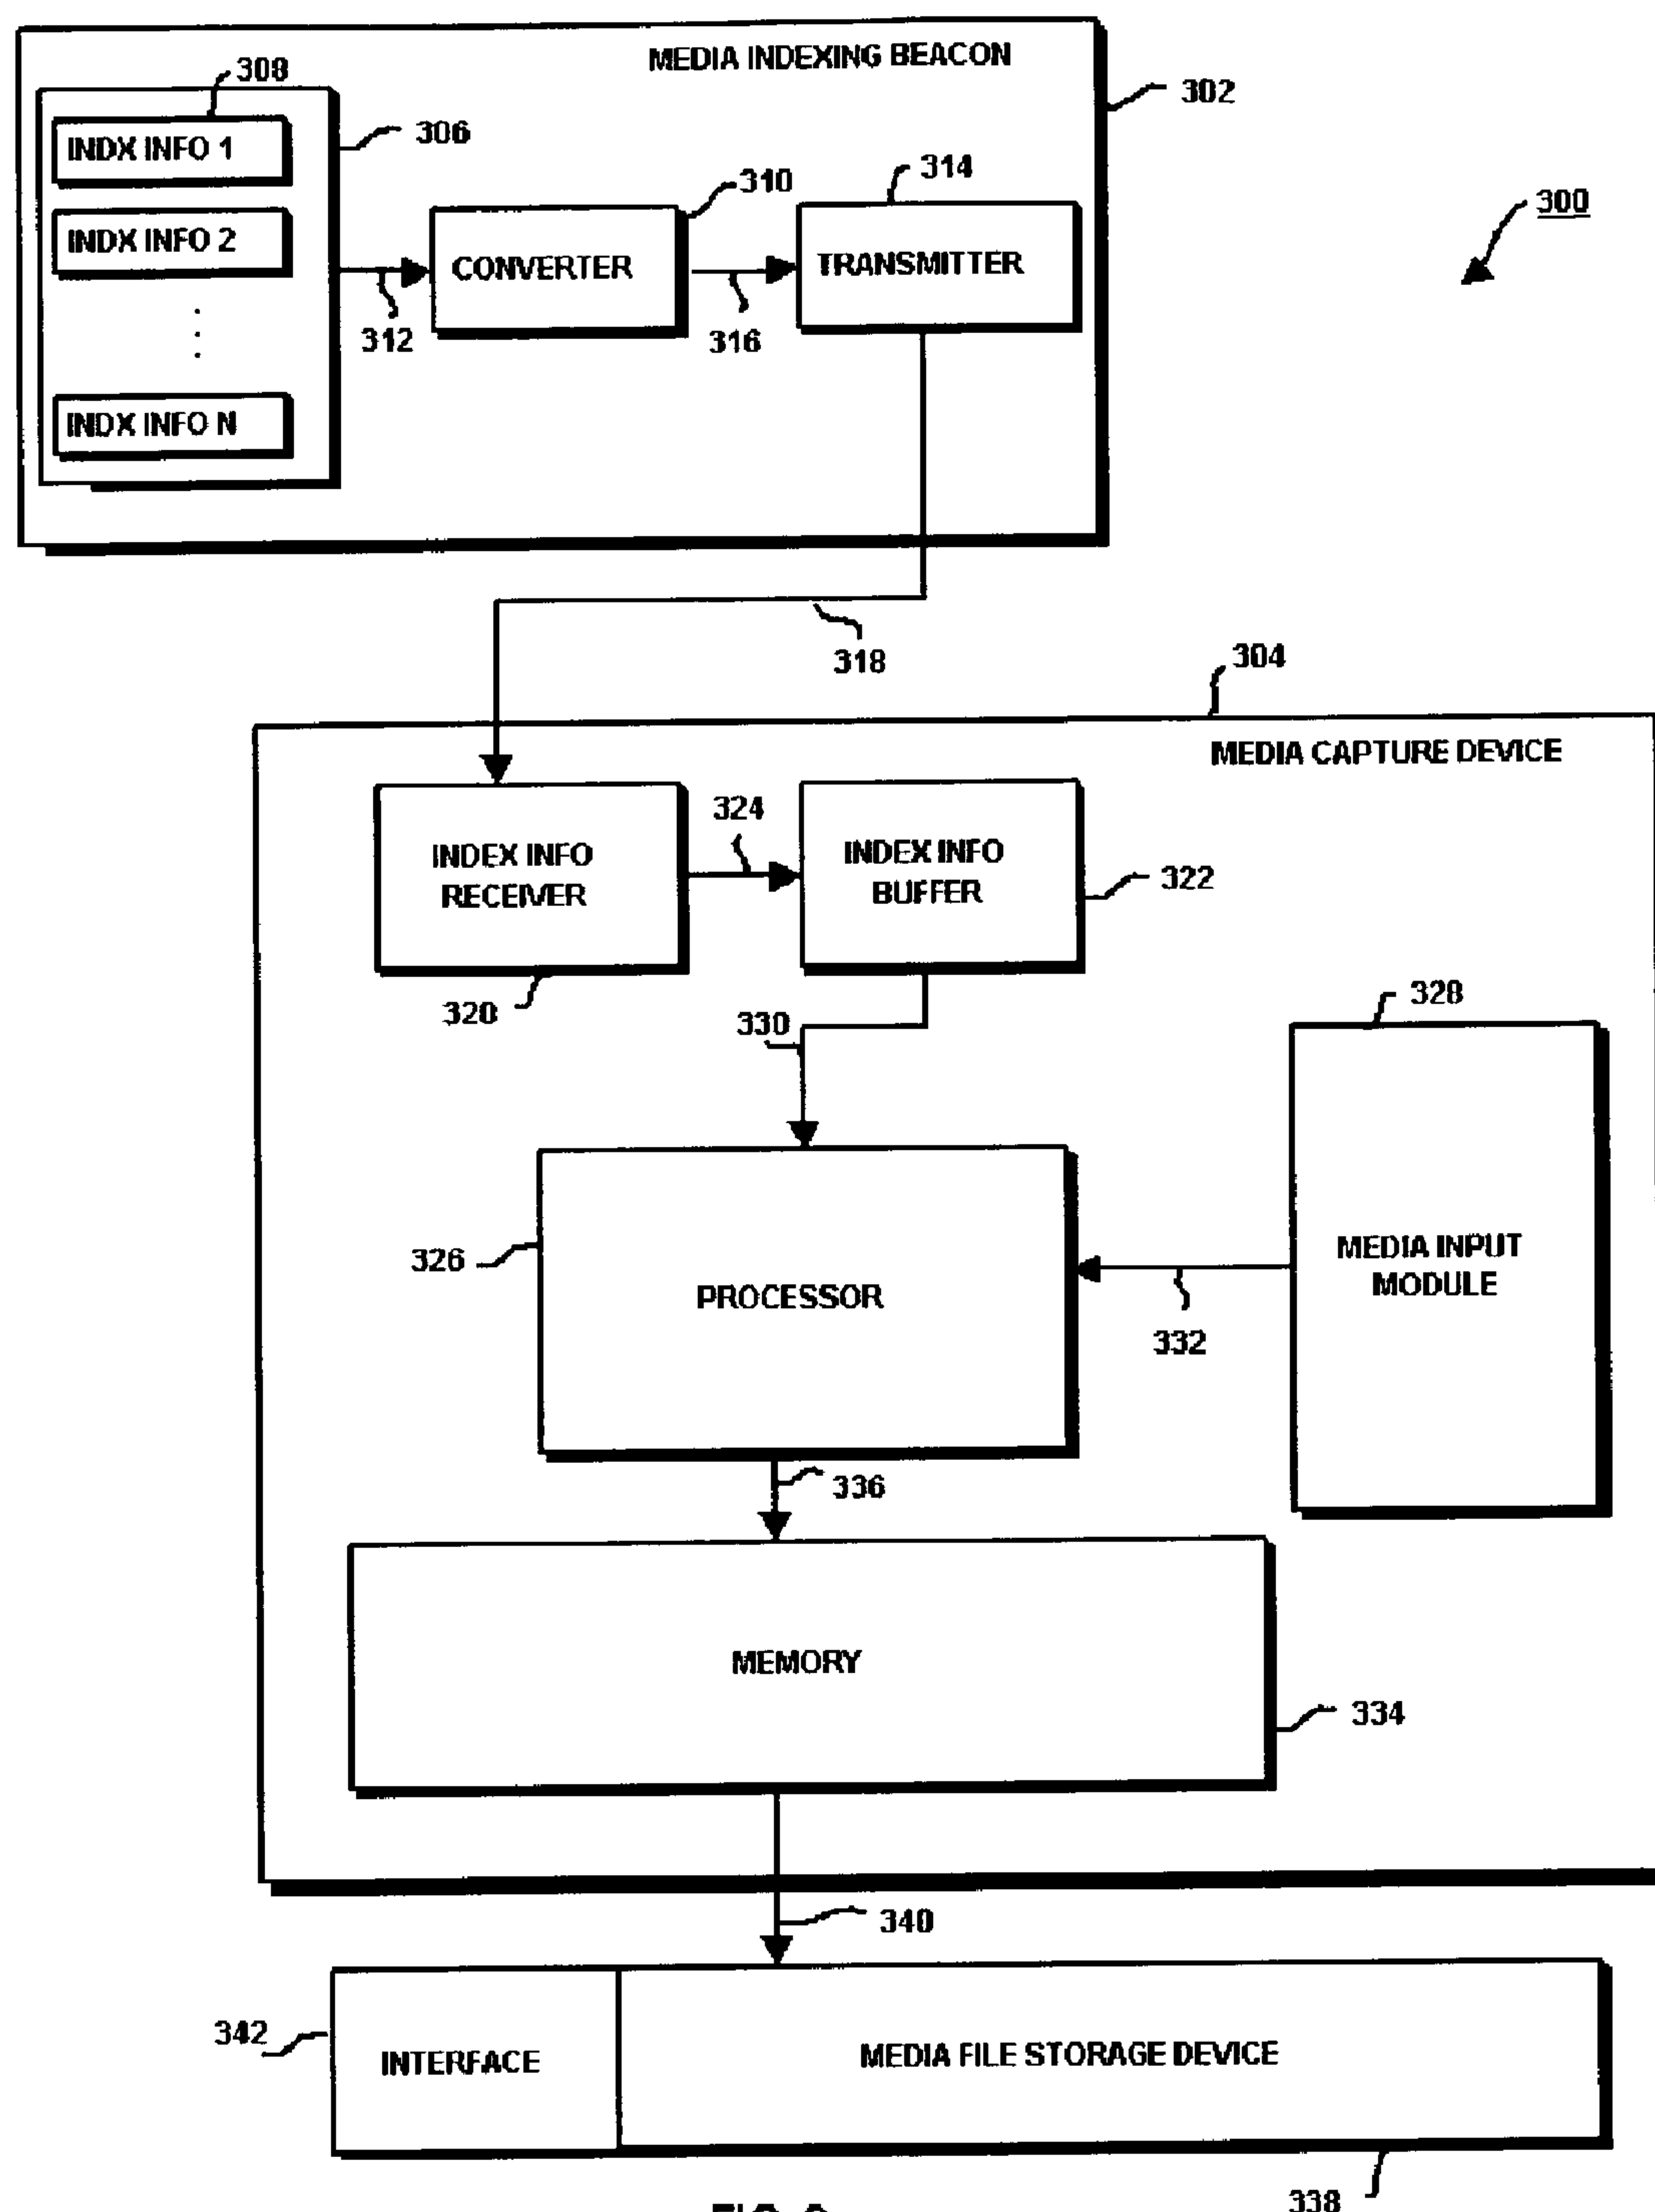 MEDIA INDEXING BEACON
308
302
306
INDX INFO 1
310
314
300
INDX INFO 2
CONVERTER
TRANSMITTER
312
316
INDX INFO N
318
304
MEDIA CAPTURE DEVICE
324
INDEX INFO
RECEIVER
INDEX INFO
BUFFER
322
320
330
328
326
PROCESSOR
MEDIA INPUT
MODULE
332
336
MEMORY
334
340
342
INTERFACE
MEDIA FILE STORAGE DEVICE
338